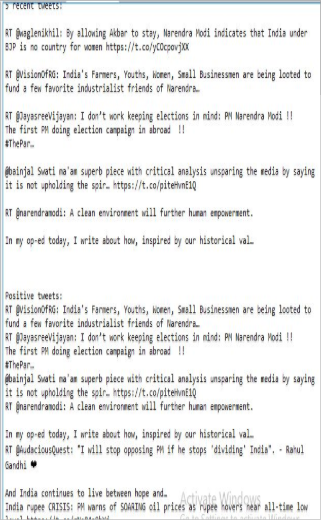 5 recent tweets:
RT @waglenikhil: By allowing Akbar to stay, Narendra Modi indicates that India under
BJP is no country for women https://t.co/yCOcpovjXX
RT @VisionOfRG: India's Farmers, Youths, Women, Small Businessmen are being looted to
fund a few favorite industrialist friends of Narendra…
RT @JayasreeVijayan: I don't work keeping elections in mind: PM Narendra Modi !!
The first PM doing election campaign in abroad !!
#ThePar…
@bainjal Swati ma'am superb piece with critical analysis unsparing the media by saying
it is not upholding the spir… https://t.co/piteHvnE1Q
RT @narendramodi: A clean environment will further human empowerment.
In my op-ed today, I write about how, inspired by our historical val…
Positive tweets:
RT @VisionOfRG: India's Farmers, Youths, Women, Small Businessmen are being looted to
fund a few favorite industrialist friends of Narendra…
RT @JayasreeVijayan: I don't work keeping elections in mind: PM Narendra Modi !!
The first PM doing election campaign in abroad !!
#ThePar…
@bainjal Swati ma'am superb piece with critical analysis unsparing the media by saying
it is not upholding the spir… https://t.co/piteHvnE1Q
RT @narendramodi: A clean environment will further human empowerment.
In my op-ed today, I write about how, inspired by our historical val…
RT @AudaciousQuest: "I will stop opposing PM if he stops 'dividing' India". - Rahul
Gandhi ♥
And India continues to live between hope and…
India rupee CRISIS: PM warns of SOARING oil prices as rupee hovers near all-time low
Activate Windows